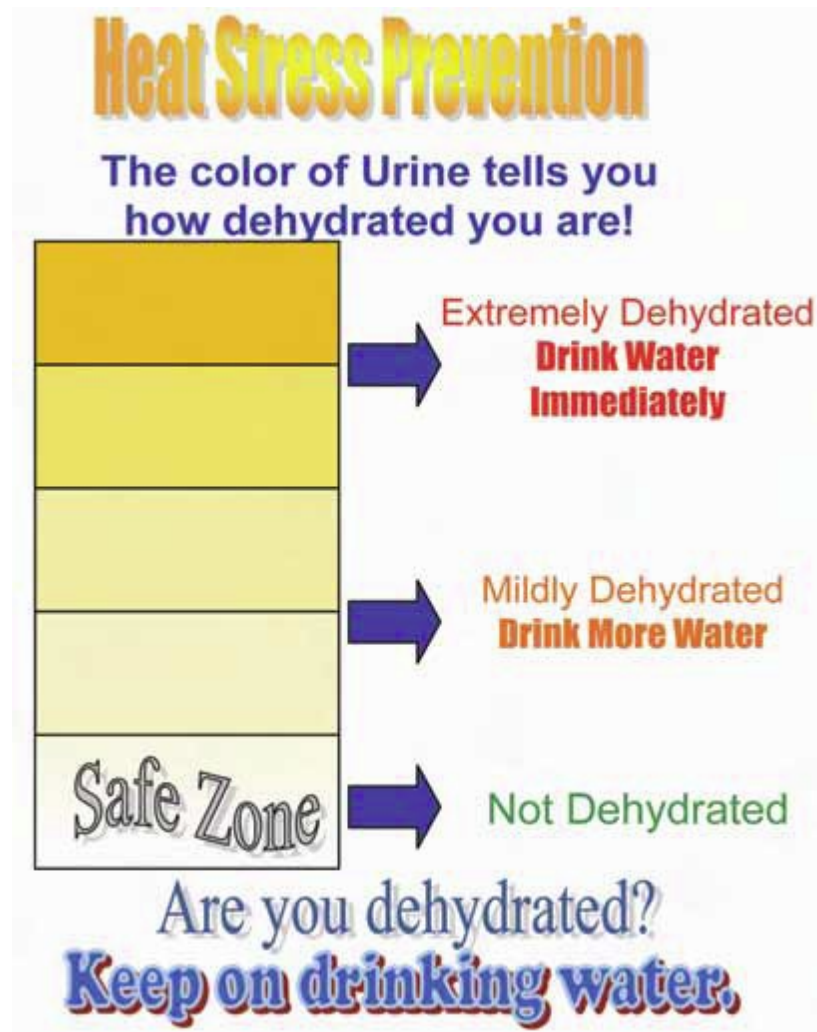 Heat Stress Prevention
The color of Urine tells you
how dehydrated you are!
Extremely Dehydrated
Drink Water
Immediately
Mildly Dehydrated
Drink More Water
Safe Zone
Not Dehydrated
Are you dehydrated?
Keep on drinking water.